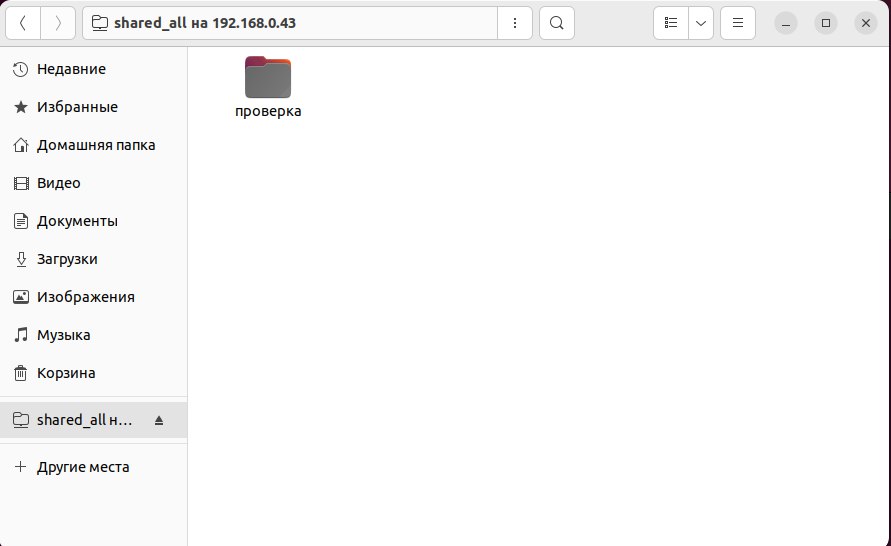 shared_all на 192.168.0.43
Недавние
Избранные
Домашняя папка
Видео
Документы
Загрузки
Изображения
Музыка
Корзина
shared_all н...
Другие места
проверка